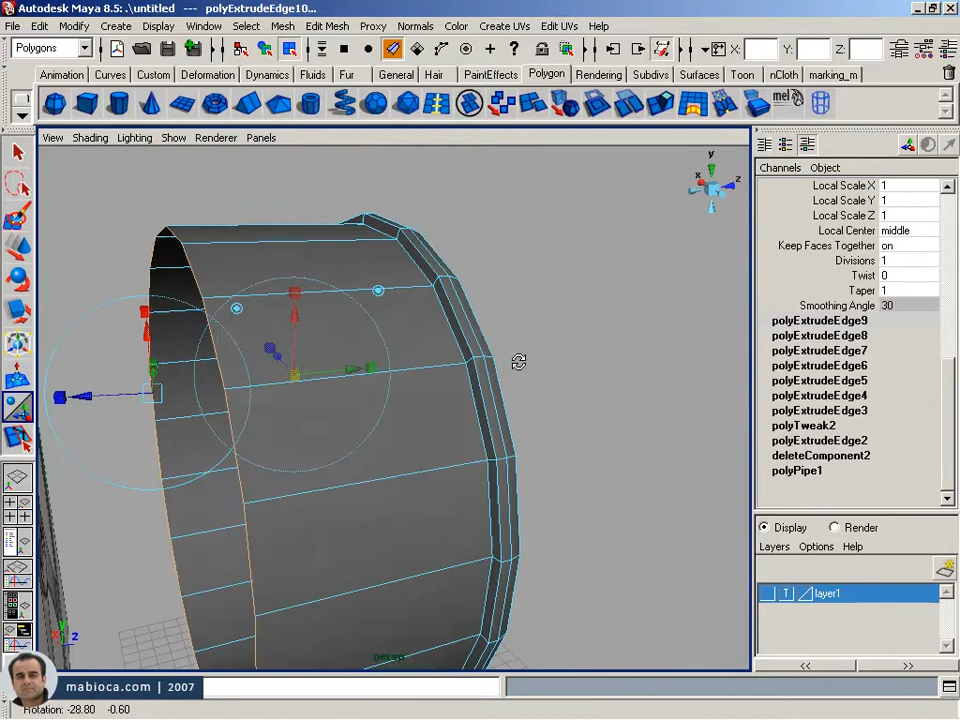 Autodesk Maya 8.5: .\untitled --- polyExtrudeEdge10...
File Edit Modify Create Display Window Select Mesh Edit Mesh Proxy Normals Color Create UVs Edit UVs Help
Polygons X: Y: Z:
Animation Curves Custom Deformation Dynamics Fluids Fur General Hair PaintEffects Polygon Rendering Subdivs Surfaces Toon nCloth marking_m
mel
View Shading Lighting Show Renderer Panels
Channels Object
Local Scale X 1
Local Scale Y 1
Local Scale Z 1
Local Center middle
Keep Faces Together on
Divisions 1
Twist 0
Taper 1
Smoothing Angle 30
polyExtrudeEdge9
polyExtrudeEdge8
polyExtrudeEdge7
polyExtrudeEdge6
polyExtrudeEdge5
polyExtrudeEdge4
polyExtrudeEdge3
polyTweak2
polyExtrudeEdge2
deleteComponent2
polyPipe1
y
x
z
Display Render
Layers Options Help
T layer1
y
x z
persp
<< >>
mabioca.com | 2007
Rotation: -28.80 -0.60